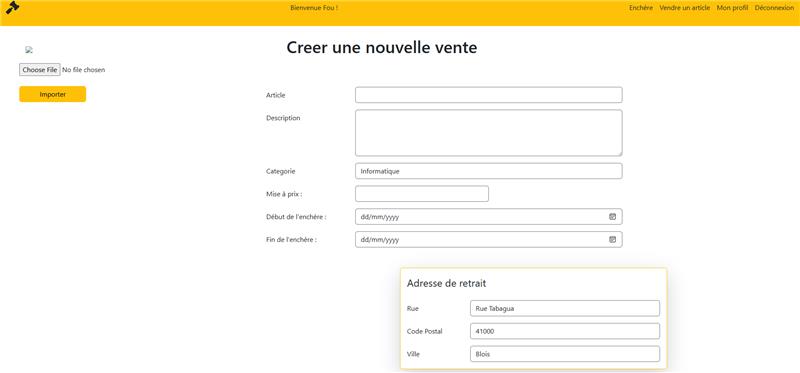 Bienvenue Fou !
Enchère Vendre un article Mon profil Déconnexion
Creer une nouvelle vente
Choose File No file chosen
Importer
Article
Description
Categorie Informatique
Mise à prix :
Début de l'enchère : dd/mm/yyyy
Fin de l'enchère : dd/mm/yyyy
Adresse de retrait
Rue Rue Tabagua
Code Postal 41000
Ville Blois